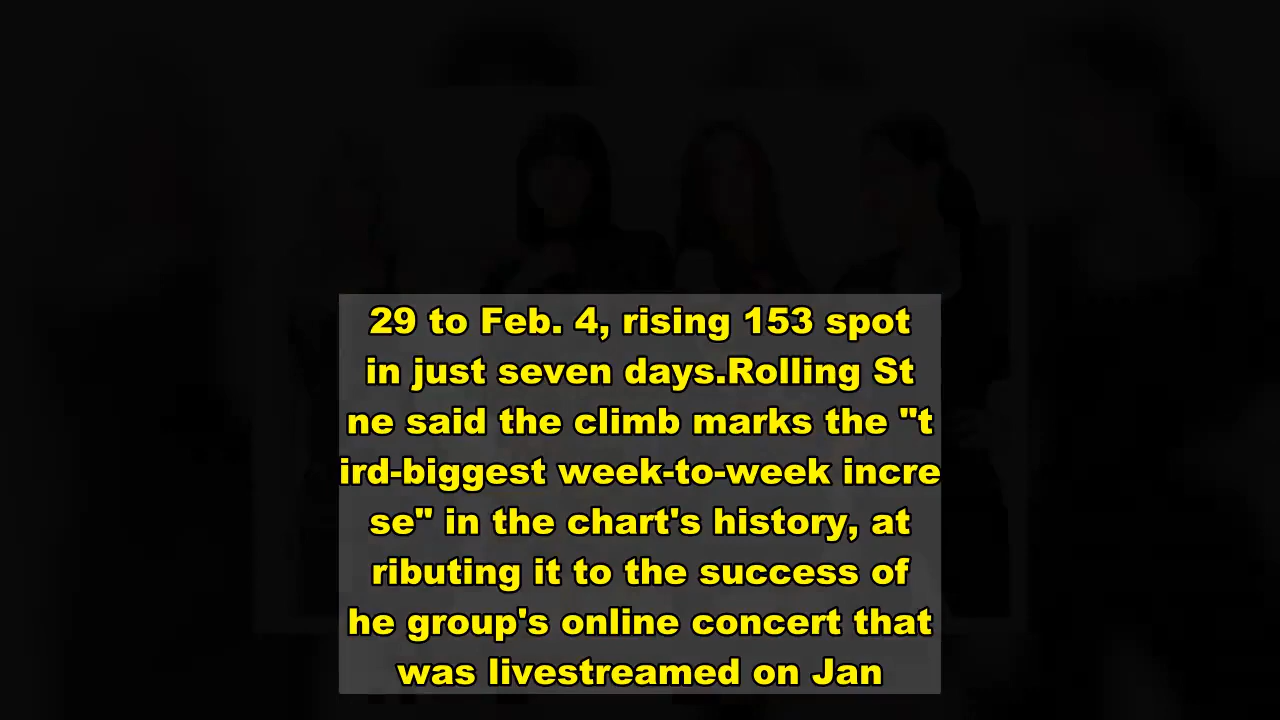 29 to Feb. 4, rising 153 spot
in just seven days.Rolling St
ne said the climb marks the "t
ird-biggest week-to-week incre
se" in the chart's history, at
ributing it to the success of
he group's online concert that
was livestreamed on Jan